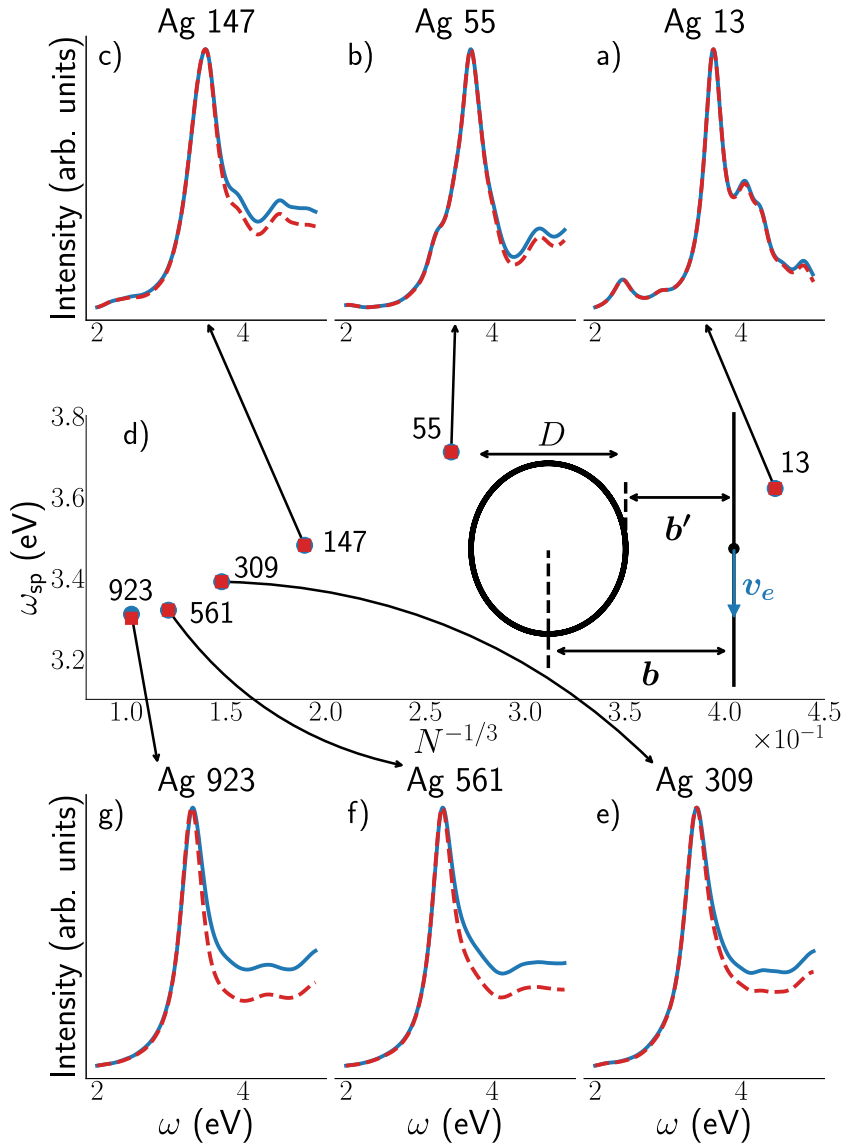 Ag 147
Ag 55
Ag 13
c)
b)
a)
Intensity (arb. units)
2
4
2
4
2
4
d)
ω_sp (eV)
3.8
3.6
3.4
3.2
55
13
147
309
923
561
D
b′
v_e
b
1.0
1.5
2.0
2.5
3.0
3.5
4.0
4.5
N^{-1/3}
×10^{-1}
Ag 923
Ag 561
Ag 309
g)
f)
e)
Intensity (arb. units)
2
4
2
4
2
4
ω (eV)
ω (eV)
ω (eV)